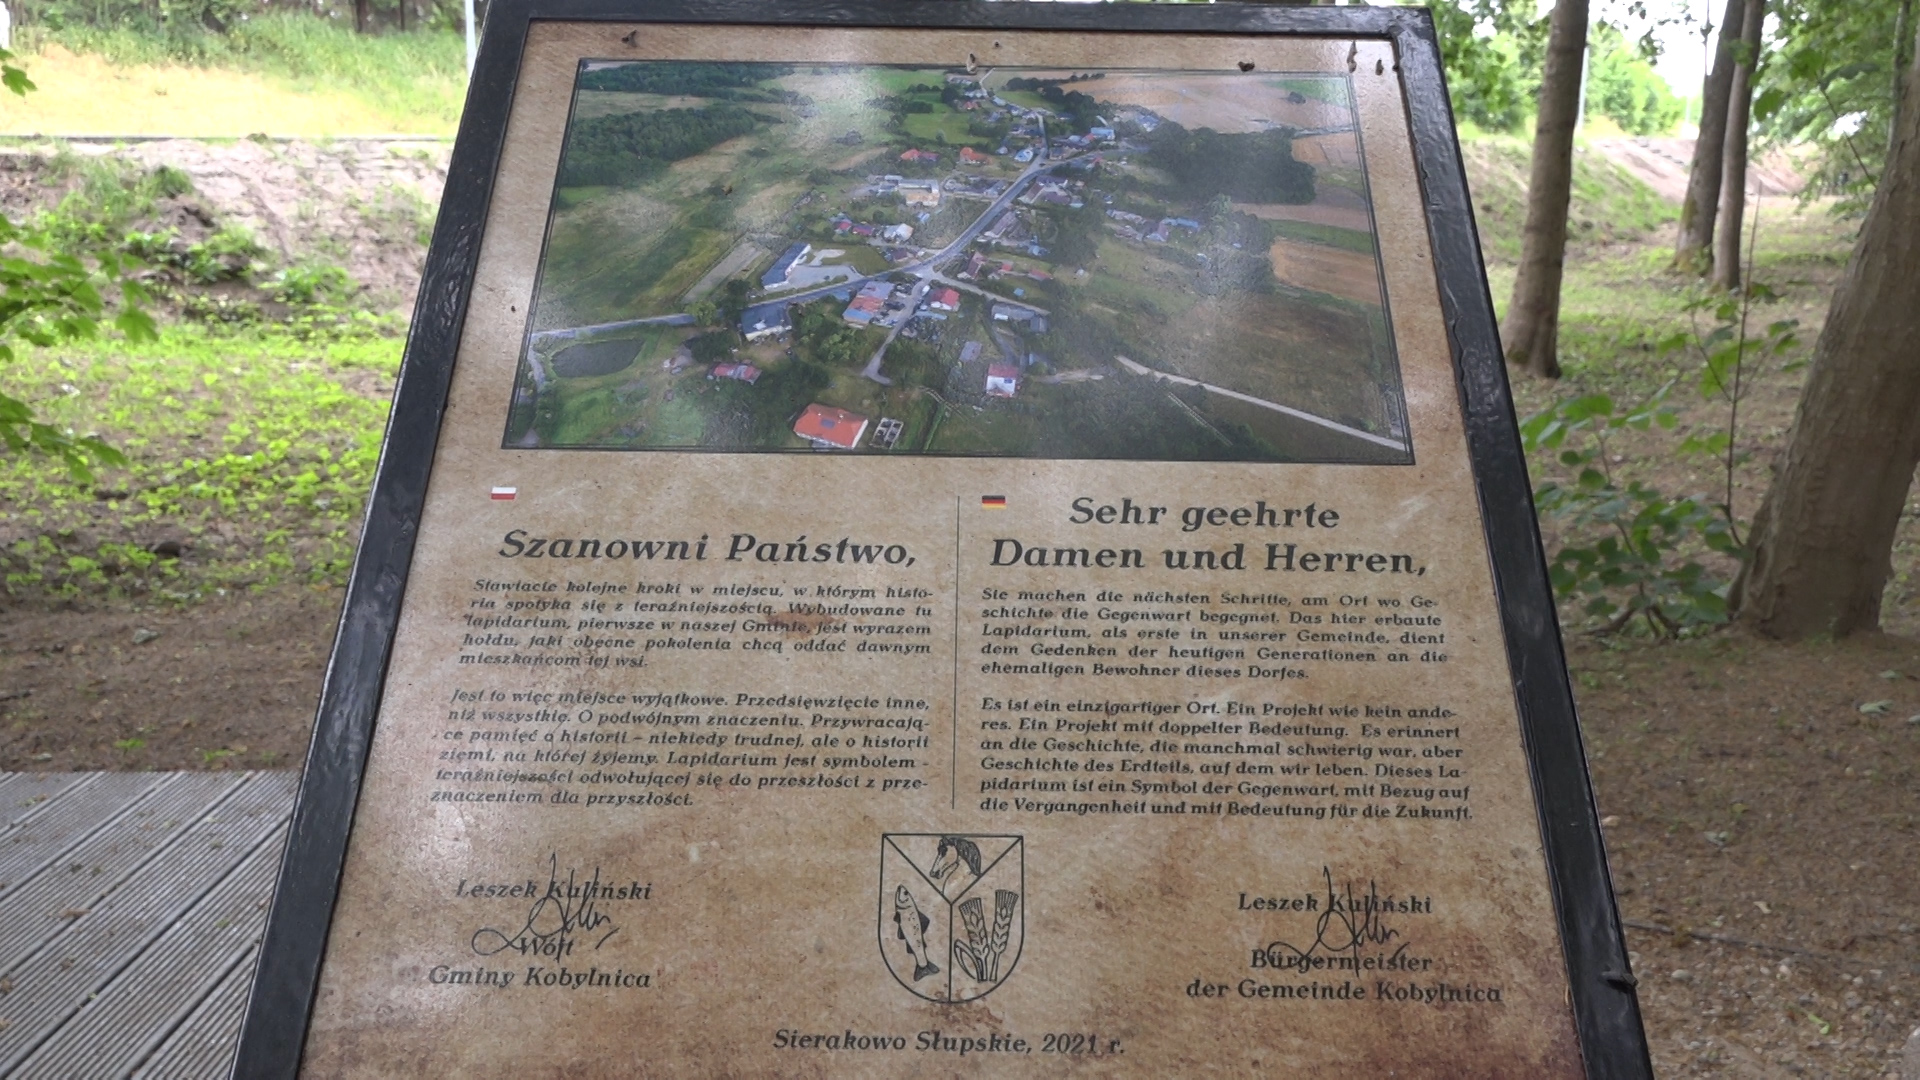 Szanowni Państwo,
Stawiacie kolejne kroki w miejscu, w którym histo-
ria spotyka się z teraźniejszością. Wybudowane tu
lapidarium, pierwsze w naszej Gminie, jest wyrazem
hołdu, jaki obecne pokolenia chcą oddać dawnym
mieszkańcom tej wsi.
Jest to więc miejsce wyjątkowe. Przedsięwzięcie inne,
niż wszystkie. O podwójnym znaczeniu. Przywracają-
ce pamięć o historii – niekiedy trudnej, ale o historii
ziemi, na której żyjemy. Lapidarium jest symbolem -
teraźniejszości odwołującej się do przeszłości z prze-
znaczeniem dla przyszłości.
Leszek Kuliński
Wójt
Gminy Kobylnica
Sehr geehrte
Damen und Herren,
Sie machen die nächsten Schritte, am Ort wo Ge-
schichte die Gegenwart begegnet. Das hier erbaute
Lapidarium, als erste in unserer Gemeinde, dient
dem Gedenken der heutigen Generationen an die
ehemaligen Bewohner dieses Dorfes.
Es ist ein einzigartiger Ort. Ein Projekt wie kein ande-
res. Ein Projekt mit doppelter Bedeutung. Es erinnert
an die Geschichte, die manchmal schwierig war, aber
Geschichte des Erdteils, auf dem wir leben. Dieses La-
pidarium ist ein Symbol der Gegenwart, mit Bezug auf
die Vergangenheit und mit Bedeutung für die Zukunft.
Leszek Kuliński
Bürgermeister
der Gemeinde Kobylnica
Sierakowo Słupskie, 2021 r.